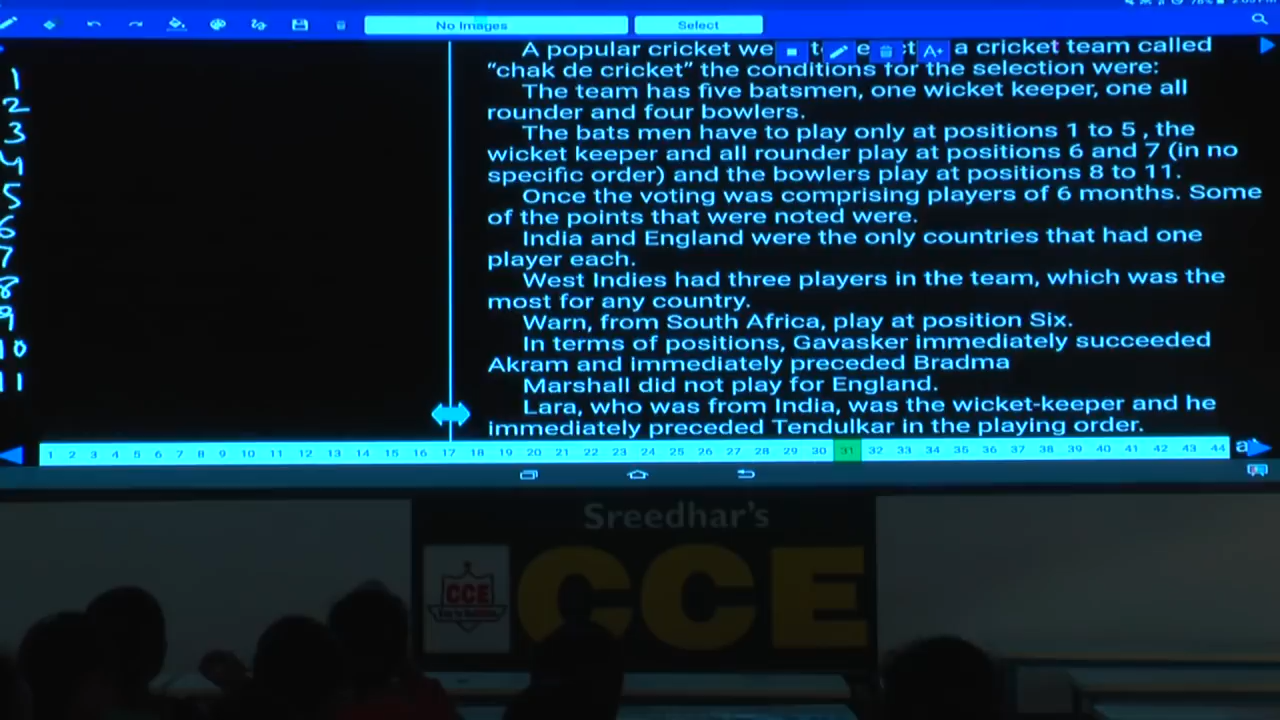 No Images
Select
A popular cricket we a cricket team called
“chak de cricket” the conditions for the selection were:
The team has five batsmen, one wicket keeper, one all
rounder and four bowlers.
The bats men have to play only at positions 1 to 5 , the
wicket keeper and all rounder play at positions 6 and 7 (in no
specific order) and the bowlers play at positions 8 to 11.
Once the voting was comprising players of 6 months. Some
of the points that were noted were.
India and England were the only countries that had one
player each.
West Indies had three players in the team, which was the
most for any country.
Warn, from South Africa, play at position Six.
In terms of positions, Gavasker immediately succeeded
Akram and immediately preceded Bradma
Marshall did not play for England.
Lara, who was from India, was the wicket-keeper and he
immediately preceded Tendulkar in the playing order.
A+
1
2
3
4
5
6
7
8
9
10
11
1 2 3 4 5 6 7 8 9 10 11 12 13 14 15 16 17 18 19 20 21 22 23 24 25 26 27 28 29 30 31 32 33 34 35 36 37 38 39 40 41 42 43 44
Sreedhar's
CCE
CCE